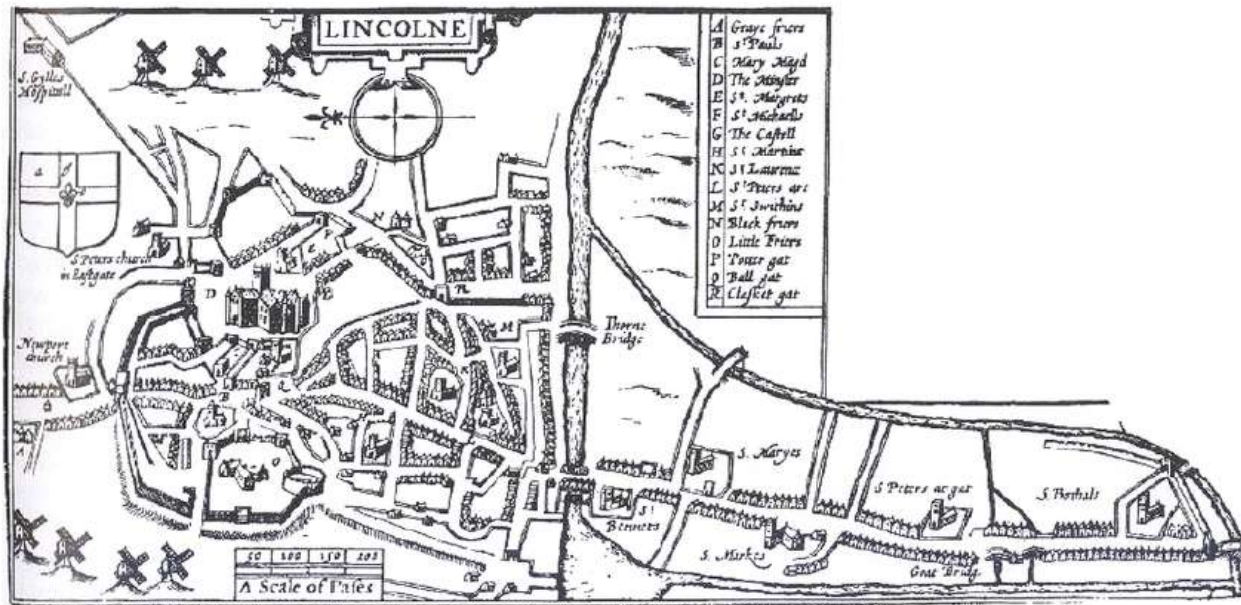 LINCOLNE
S. Gylles
Hospitall
A Graye friers
B St Pauls
C Mary Magd
D The Minster
E St. Margrets
F St Michaells
G The Castell
H St Martins
K St Laurenc
L St Peters arc
M St Swithins
N Black friers
O Little Friers
P Potter gat
Q Ball gat
R Clasket gat
S. Peters church
in Eastgate
Newport
church
Thorne
Bridge
N
D
R
M
B
S. Maryes
S. Peters at gat
S. Bothals
St
Bennets
S. Markes
Great Bridg
50 100 150 200
A Scale of Pases